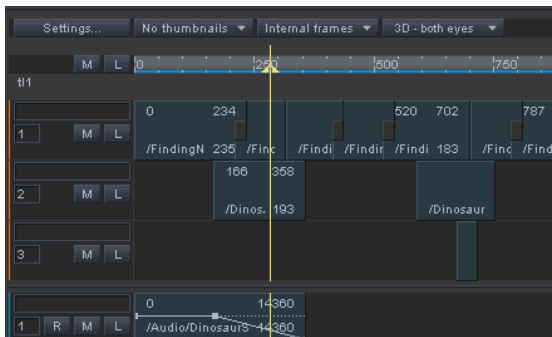 Settings... No thumbnails Internal frames 3D - both eyes
M L 0 250 500 750
tl1
0 234 520 702 787
1 M L
/FindingN 235 /Finc /Findi /Findir /Findi 183 /Finc /Find
166 358
2 M L
/Dinos. 193 /Dinosaur
3 M L
0 14360
1 R M L /Audio/DinosaurS 14360